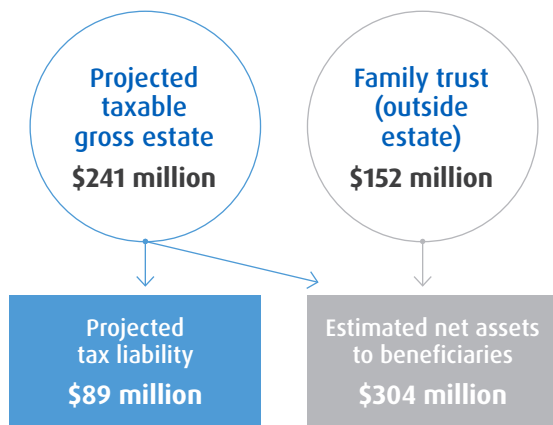 Projected
taxable
gross estate
$241 million
Family trust
(outside
estate)
$152 million
Projected
tax liability
$89 million
Estimated net assets
to beneficiaries
$304 million